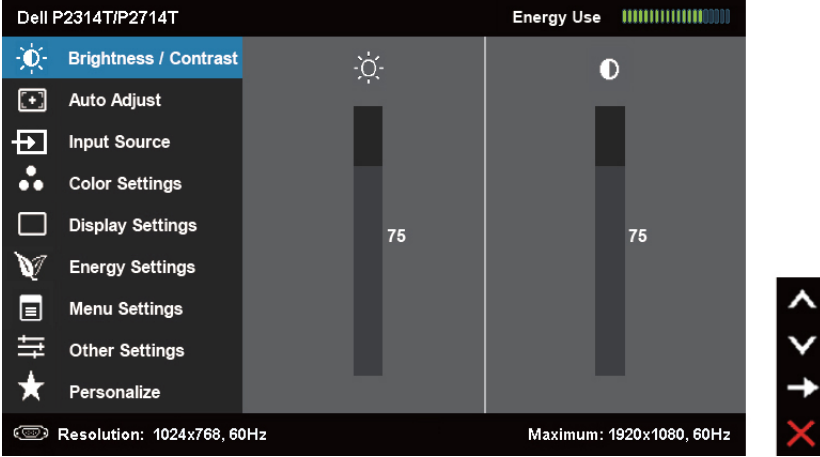 Dell P2314T/P2714T
Energy Use
Brightness / Contrast
Auto Adjust
Input Source
Color Settings
Display Settings
Energy Settings
Menu Settings
Other Settings
Personalize
75
75
Resolution: 1024x768, 60Hz
Maximum: 1920x1080, 60Hz